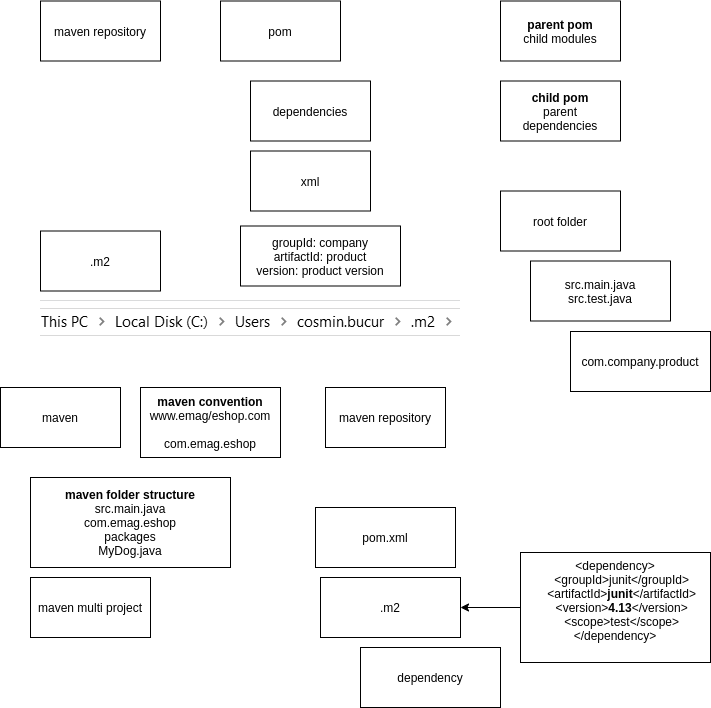 maven repository
pom
parent pom
child modules
dependencies
child pom
parent
dependencies
xml
root folder
.m2
groupId: company
artifactId: product
version: product version
src.main.java
src.test.java
This PC > Local Disk (C:) > Users > cosmin.bucur > .m2 >
com.company.product
maven
maven convention
www.emag/eshop.com
com.emag.eshop
maven repository
maven folder structure
src.main.java
com.emag.eshop
packages
MyDog.java
pom.xml
maven multi project
.m2
<dependency>
<groupId>junit</groupId>
<artifactId>junit</artifactId>
<version>4.13</version>
<scope>test</scope>
</dependency>
dependency